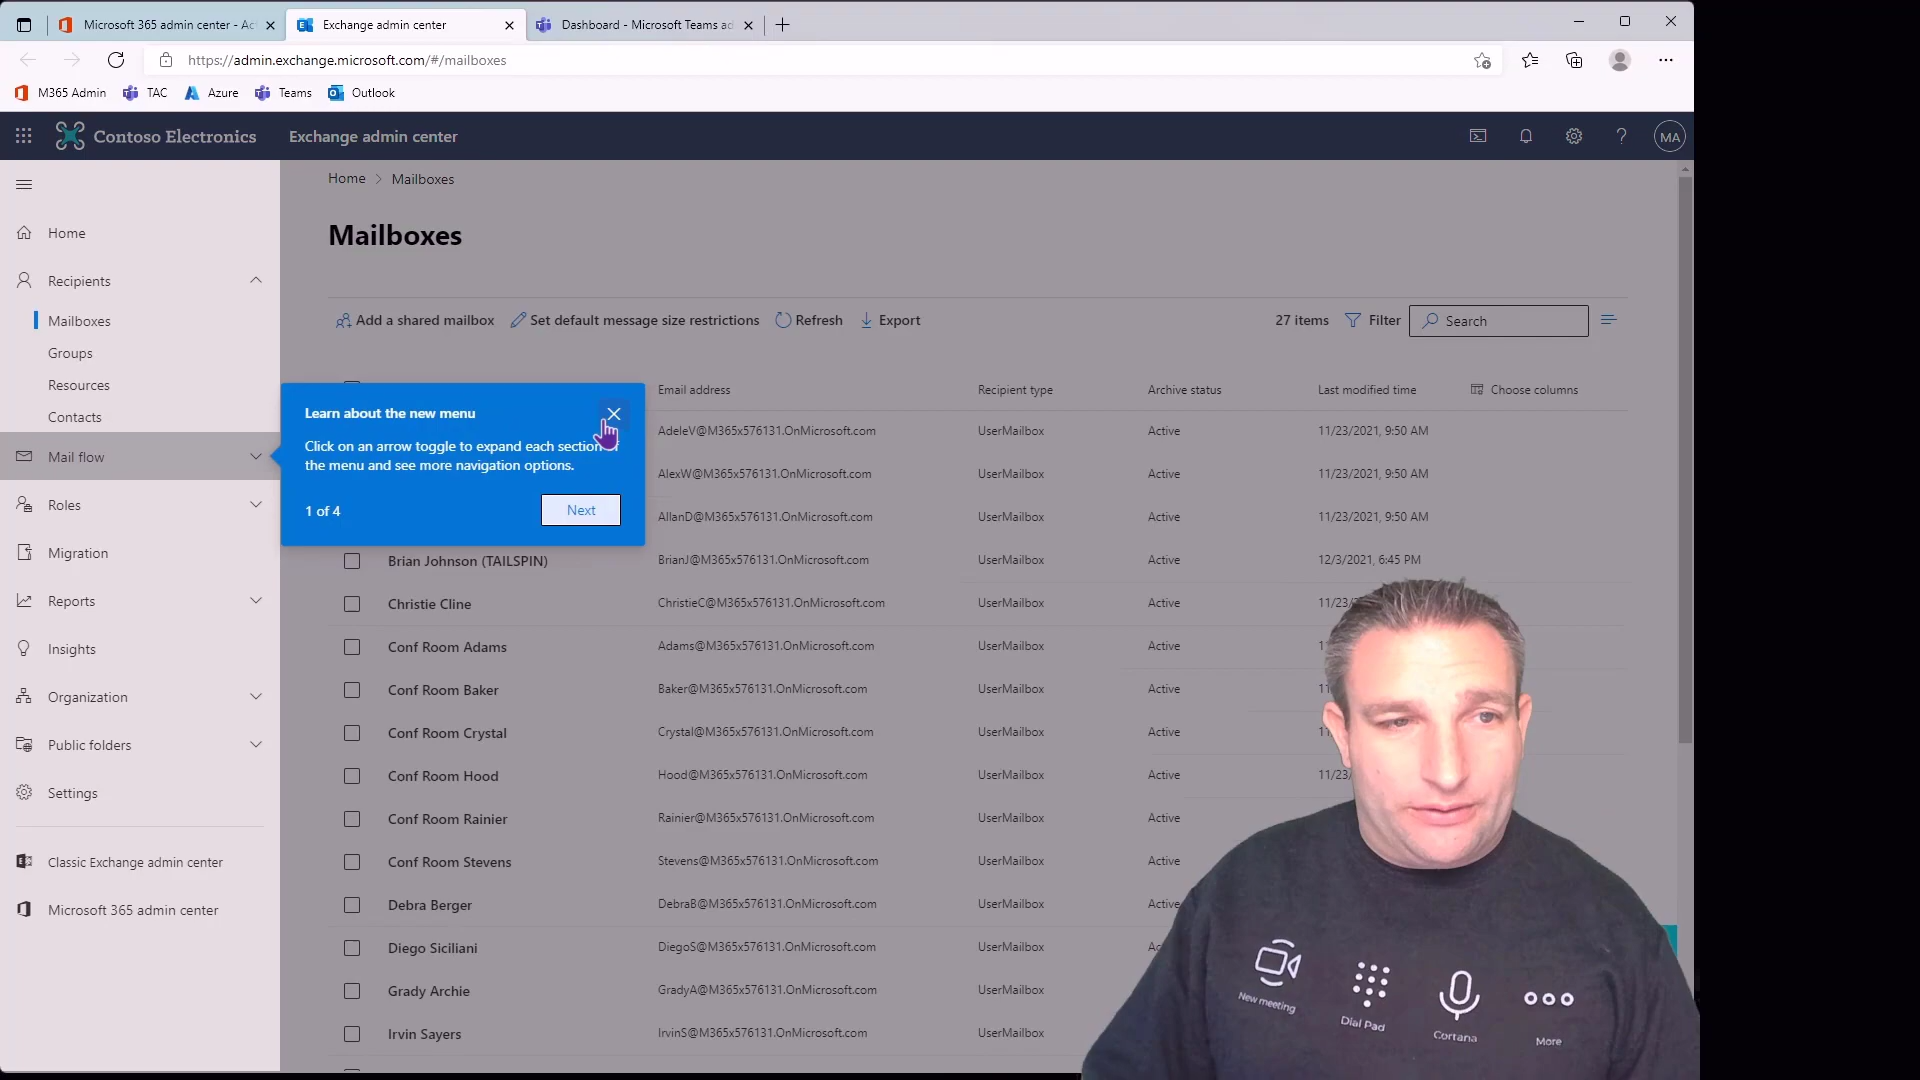 Microsoft 365 admin center - Ac
Exchange admin center
Dashboard - Microsoft Teams ad
https://admin.exchange.microsoft.com/#/mailboxes
M365 Admin
TAC
Azure
Teams
Outlook
Contoso Electronics
Exchange admin center
MA
Home
Recipients
Mailboxes
Groups
Resources
Contacts
Mail flow
Roles
Migration
Reports
Insights
Organization
Public folders
Settings
Classic Exchange admin center
Microsoft 365 admin center
Home > Mailboxes
Mailboxes
Add a shared mailbox
Set default message size restrictions
Refresh
Export
27 items
Filter
Search
Learn about the new menu
Click on an arrow toggle to expand each section
the menu and see more navigation options.
1 of 4
Next
Email address Recipient type Archive status Last modified time Choose columns
AdeleV@M365x576131.OnMicrosoft.com UserMailbox Active 11/23/2021, 9:50 AM
AlexW@M365x576131.OnMicrosoft.com UserMailbox Active 11/23/2021, 9:50 AM
AllanD@M365x576131.OnMicrosoft.com UserMailbox Active 11/23/2021, 9:50 AM
Brian Johnson (TAILSPIN) BrianJ@M365x576131.OnMicrosoft.com UserMailbox Active 12/3/2021, 6:45 PM
Christie Cline ChristieC@M365x576131.OnMicrosoft.com UserMailbox Active 11/23/
Conf Room Adams Adams@M365x576131.OnMicrosoft.com UserMailbox Active
Conf Room Baker Baker@M365x576131.OnMicrosoft.com UserMailbox Active
Conf Room Crystal Crystal@M365x576131.OnMicrosoft.com UserMailbox Active
Conf Room Hood Hood@M365x576131.OnMicrosoft.com UserMailbox Active 11/23/
Conf Room Rainier Rainier@M365x576131.OnMicrosoft.com UserMailbox Active
Conf Room Stevens Stevens@M365x576131.OnMicrosoft.com UserMailbox Active
Debra Berger DebraB@M365x576131.OnMicrosoft.com UserMailbox Active
Diego Siciliani DiegoS@M365x576131.OnMicrosoft.com UserMailbox
Grady Archie GradyA@M365x576131.OnMicrosoft.com UserMailbox
Irvin Sayers IrvinS@M365x576131.OnMicrosoft.com UserMailbox
New meeting
Dial Pad
Cortana
More